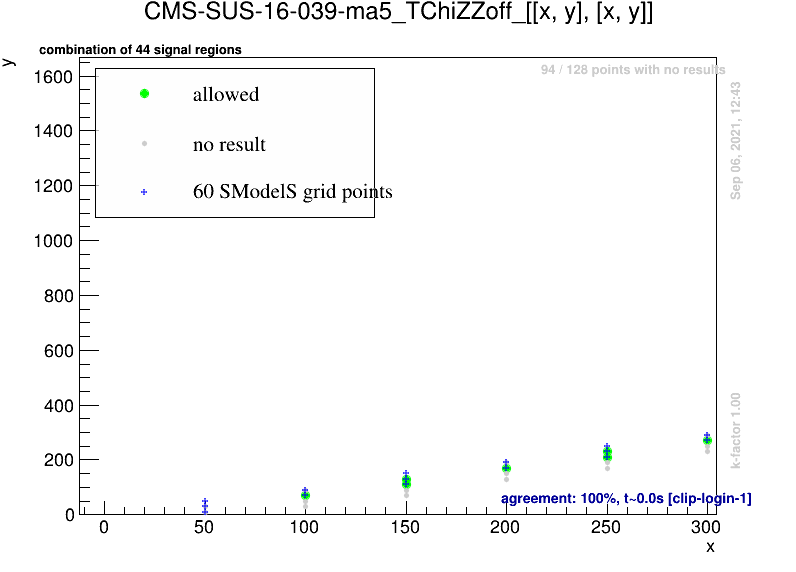 CMS-SUS-16-039-ma5_TChiZZoff_[[x, y], [x, y]]
combination of 44 signal regions
y
94 / 128 points with no results
allowed
no result
60 SModelS grid points
Sep 06, 2021, 12:43
k-factor 1.00
1600
1400
1200
1000
800
600
400
200
0
agreement: 100%, t~0.0s [clip-login-1]
0 50 100 150 200 250 300
x